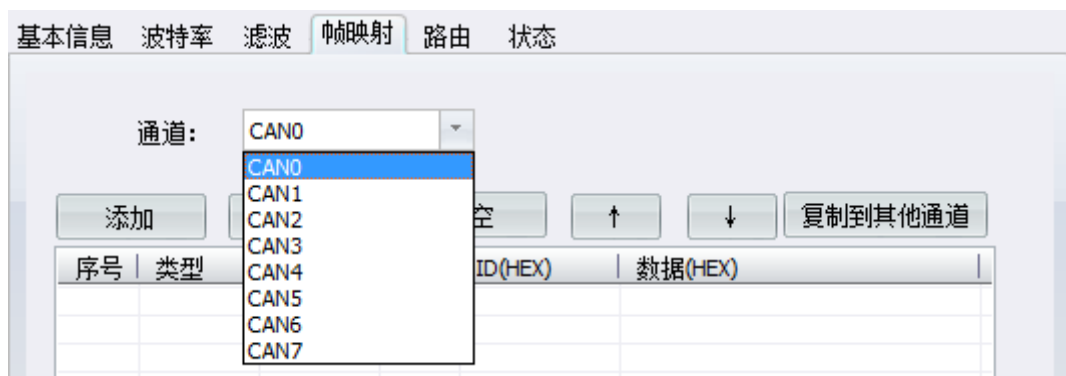 基本信息 波特率 滤波 帧映射 路由 状态
通道: CAN0
CAN0
CAN1
CAN2
CAN3
CAN4
CAN5
CAN6
CAN7
添加 空 ↑ ↓ 复制到其他通道
序号 类型 ID(HEX) 数据(HEX)